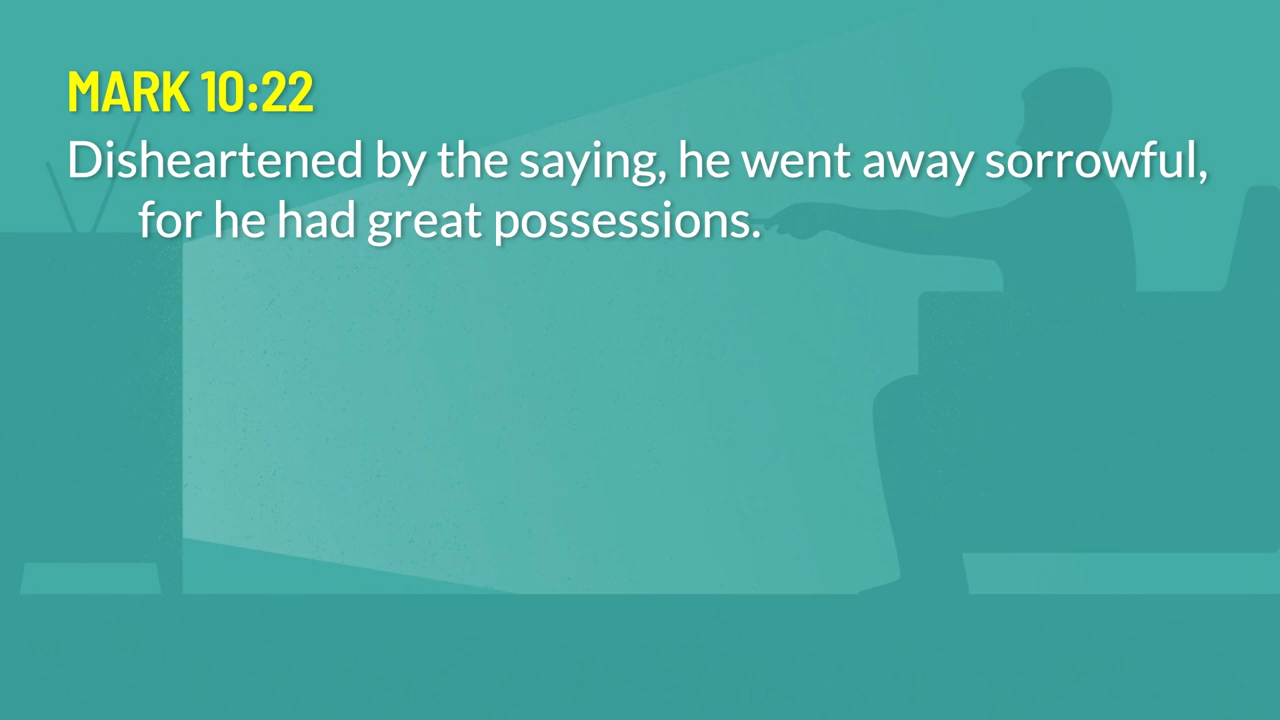 MARK 10:22
Disheartened by the saying, he went away sorrowful,
for he had great possessions.